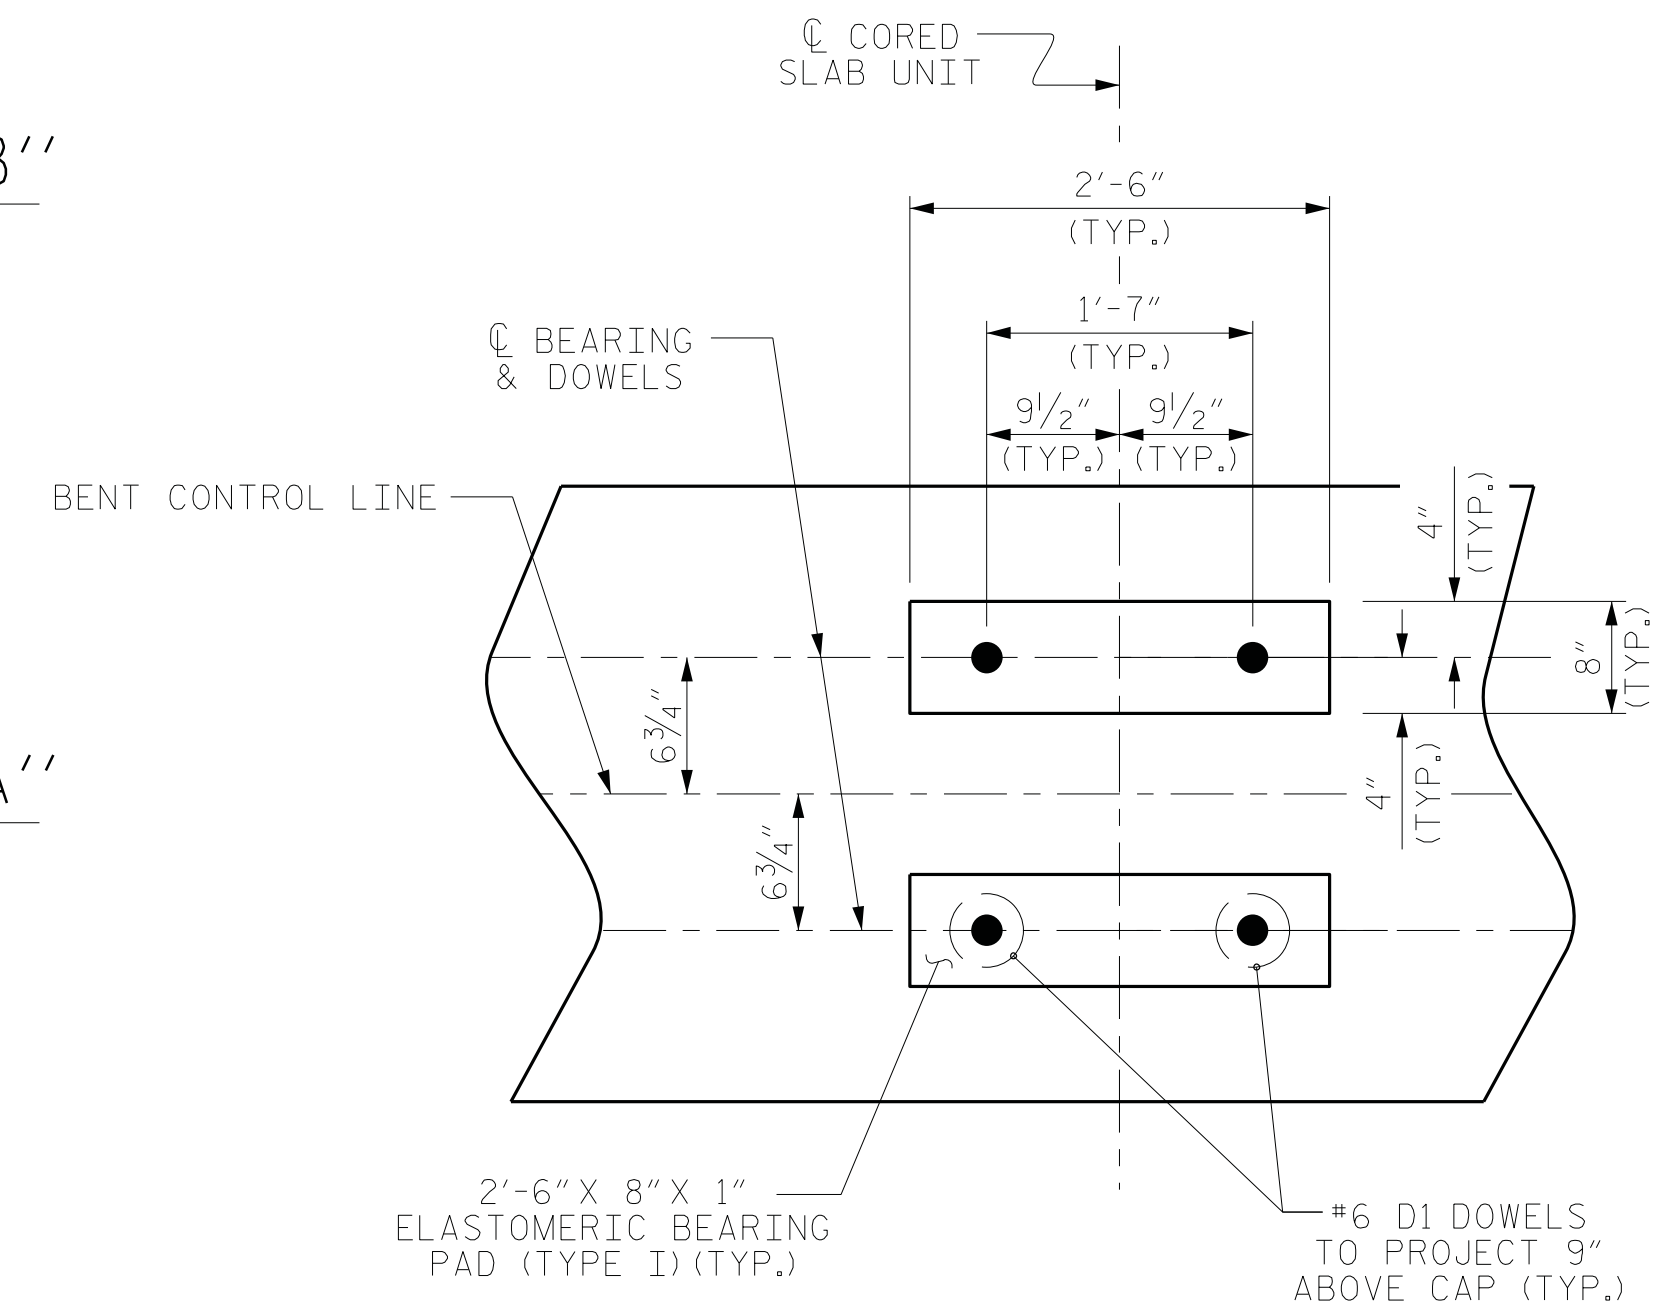 ℄ CORED
SLAB UNIT
2'-6"
(TYP.)
1'-7"
(TYP.)
9½" 9½"
(TYP.) (TYP.)
℄ BEARING
& DOWELS
BENT CONTROL LINE
4"
(TYP.)
8"
(TYP.)
4"
(TYP.)
6¾"
6¾"
2'-6" X 8" X 1"
ELASTOMERIC BEARING
PAD (TYPE I) (TYP.)
#6 D1 DOWELS
TO PROJECT 9"
ABOVE CAP (TYP.)